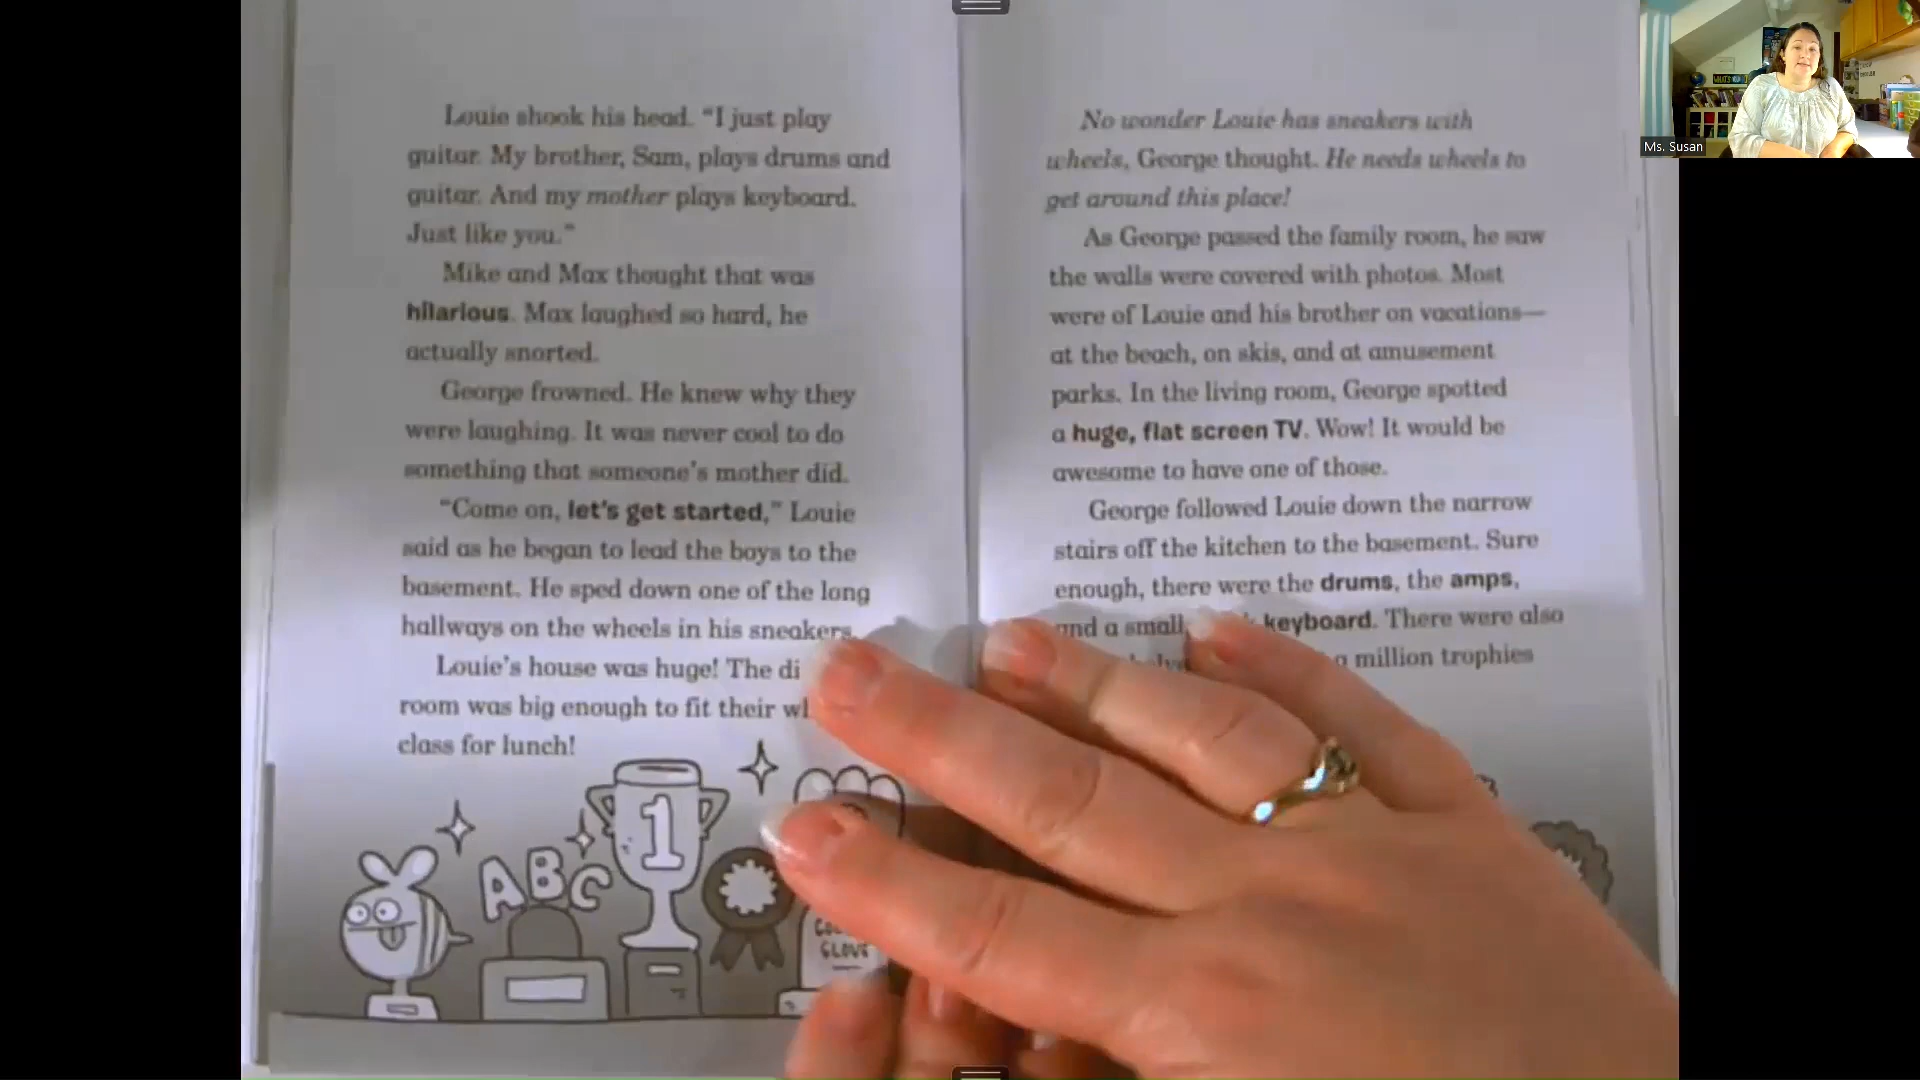 Louie shook his head. “I just play
guitar. My brother, Sam, plays drums and
guitar. And my mother plays keyboard.
Just like you.”
Mike and Max thought that was
hilarious. Max laughed so hard, he
actually snorted.
George frowned. He knew why they
were laughing. It was never cool to do
something that someone’s mother did.
“Come on, let’s get started,” Louie
said as he began to lead the boys to the
basement. He sped down one of the long
hallways on the wheels in his sneakers.
Louie’s house was huge! The di
room was big enough to fit their wh
class for lunch!
ABC
1
GLOVE
No wonder Louie has sneakers with
wheels, George thought. He needs wheels to
get around this place!
As George passed the family room, he saw
the walls were covered with photos. Most
were of Louie and his brother on vacations—
at the beach, on skis, and at amusement
parks. In the living room, George spotted
a huge, flat screen TV. Wow! It would be
awesome to have one of those.
George followed Louie down the narrow
stairs off the kitchen to the basement. Sure
enough, there were the drums, the amps,
and a small keyboard. There were also
a million trophies
Ms. Susan